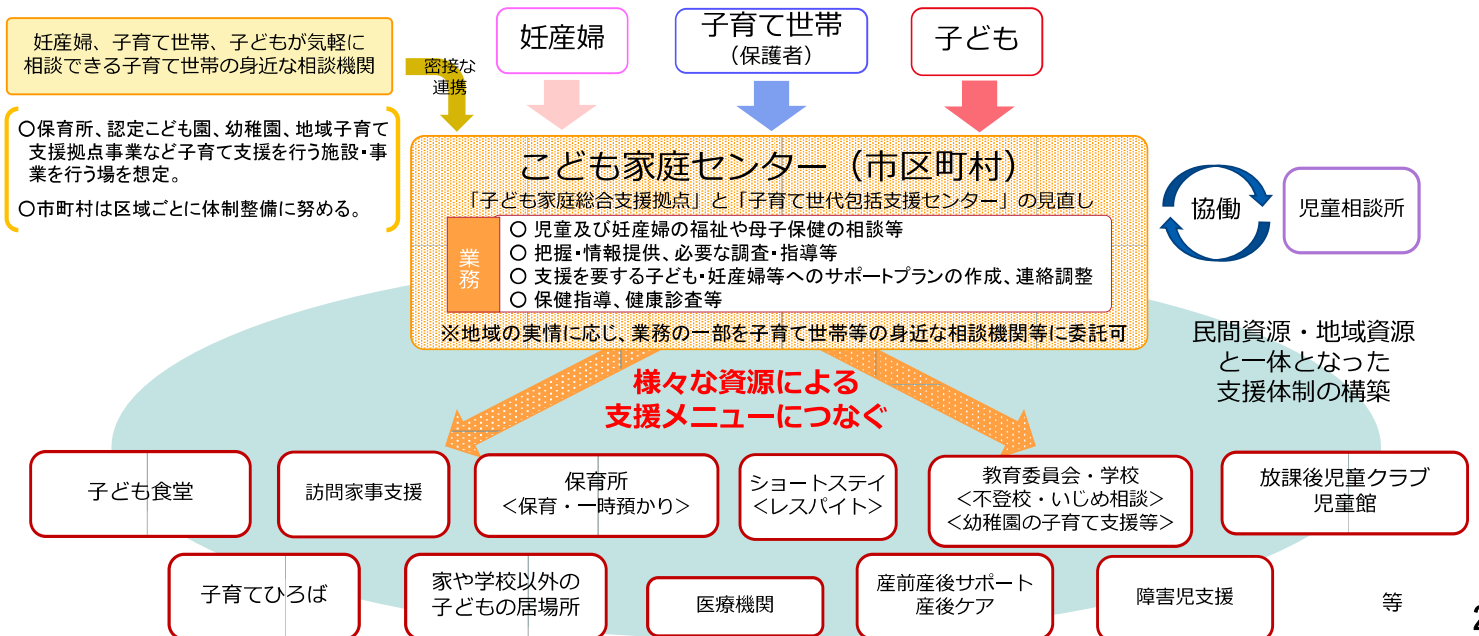 妊産婦、子育て世帯、子どもが気軽に
相談できる子育て世帯の身近な相談機関
密接な
連携
妊産婦
子育て世帯
（保護者）
子ども
〇保育所、認定こども園、幼稚園、地域子育て
支援拠点事業など子育て支援を行う施設・事
業を行う場を想定。
〇市町村は区域ごとに体制整備に努める。
こども家庭センター（市区町村）
「子ども家庭総合支援拠点」と「子育て世代包括支援センター」の見直し
業務
〇 児童及び妊産婦の福祉や母子保健の相談等
〇 把握・情報提供、必要な調査・指導等
〇 支援を要する子ども・妊産婦等へのサポートプランの作成、連絡調整
〇 保健指導、健康診査等
※地域の実情に応じ、業務の一部を子育て世帯等の身近な相談機関等に委託可
協働
児童相談所
民間資源・地域資源
と一体となった
支援体制の構築
様々な資源による
支援メニューにつなぐ
子ども食堂
訪問家事支援
保育所
＜保育・一時預かり＞
ショートステイ
＜レスパイト＞
教育委員会・学校
＜不登校・いじめ相談＞
＜幼稚園の子育て支援等＞
放課後児童クラブ
児童館
子育てひろば
家や学校以外の
子どもの居場所
医療機関
産前産後サポート
産後ケア
障害児支援
等